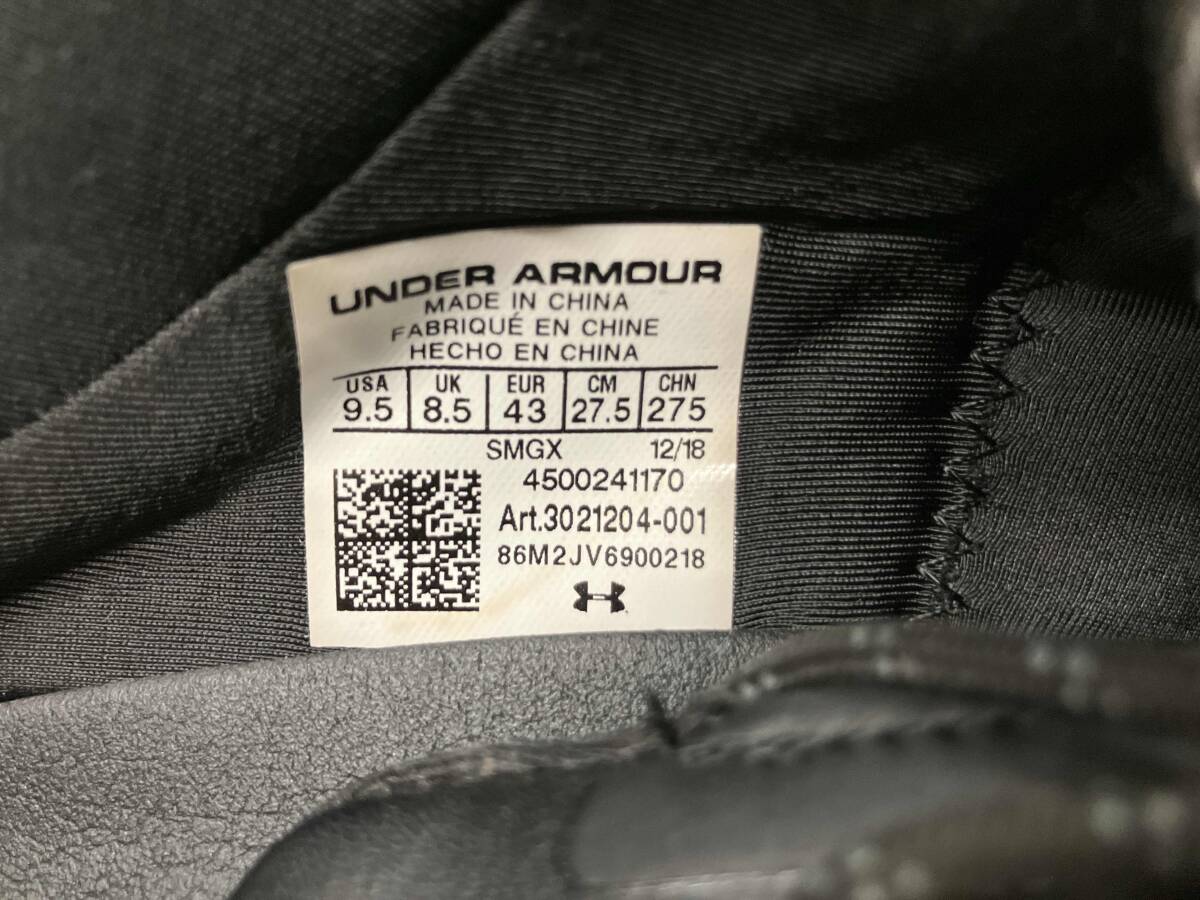 UNDER ARMOUR
MADE IN CHINA
FABRIQUÉ EN CHINE
HECHO EN CHINA
USA UK EUR CM CHN
9.5 8.5 43 27.5 275
SMGX 12/18
4500241170
Art.3021204-001
86M2JV6900218